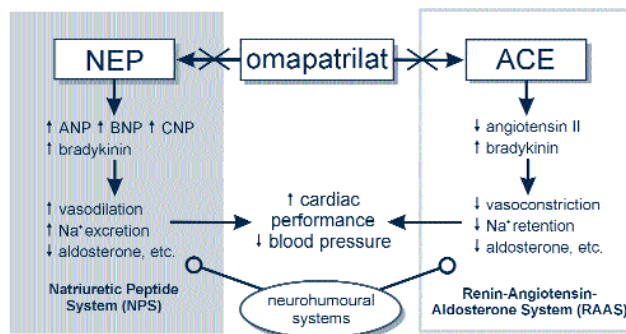 NEP
omapatrilat
ACE
↑ ANP ↑ BNP ↑ CNP
↑ bradykinin
↓ angiotensin II
↑ bradykinin
↑ vasodilation
↑ Na⁺ excretion
↓ aldosterone, etc.
↑ cardiac
performance
↓ blood pressure
↓ vasoconstriction
↓ Na⁺ retention
↓ aldosterone, etc.
Natriuretic Peptide
System (NPS)
neurohumoural
systems
Renin-Angiotensin-
Aldosterone System (RAAS)